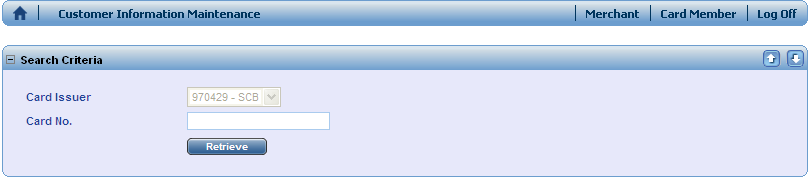 Customer Information Maintenance
Merchant
Card Member
Log Off
Search Criteria
Card Issuer
970429 - SCB
Card No.
Retrieve